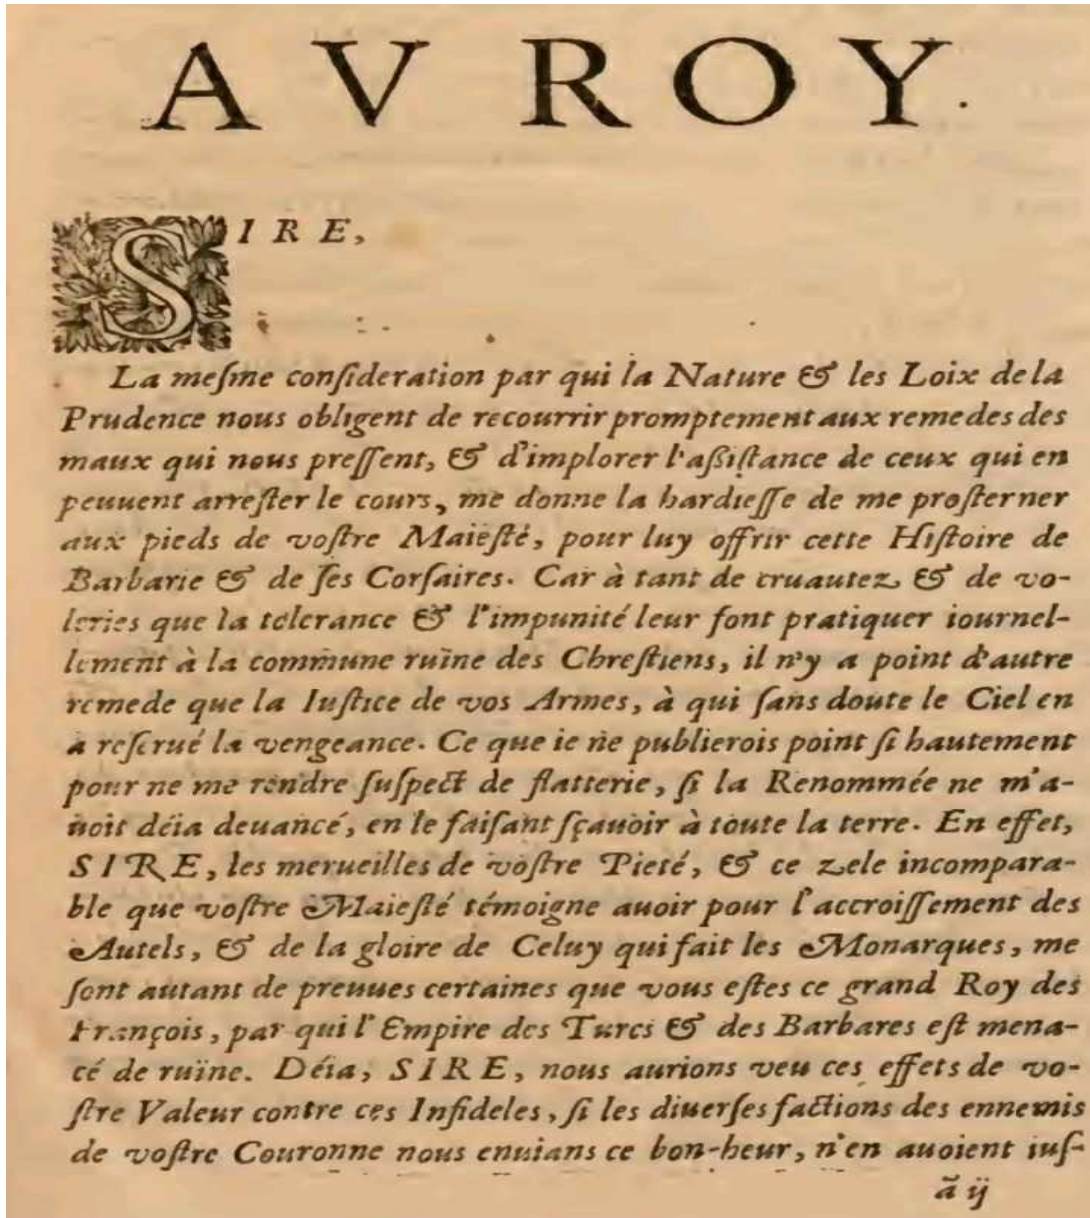 AV ROY.
SIRE,
La meſme conſideration par qui la Nature & les Loix de la
Prudence nous obligent de recourrir promptement aux remedes des
maux qui nous preſſent, & d'implorer l'aßiſtance de ceux qui en
peuuent arreſter le cours, me donne la hardieſſe de me proſterner
aux pieds de voſtre Maieſté, pour luy offrir cette Hiſtoire de
Barbarie & de ſes Corſaires. Car à tant de cruautez & de vo-
leries que la tolerance & l'impunité leur font pratiquer iournel-
lement à la commune ruine des Chreſtiens, il n'y a point d'autre
remede que la Iuſtice de vos Armes, à qui ſans doute le Ciel en
a reſerué la vengeance. Ce que ie ne publierois point ſi hautement
pour ne me rendre ſuſpect de flatterie, ſi la Renommée ne m'a-
uoit déia deuancé, en le faiſant ſçauoir à toute la terre. En effet,
SIRE, les merueilles de voſtre Pieté, & ce zele incompara-
ble que voſtre Maieſté témoigne auoir pour l'accroiſſement des
Autels, & de la gloire de Celuy qui fait les Monarques, me
ſont autant de preuues certaines que vous eſtes ce grand Roy des
François, par qui l'Empire des Turcs & des Barbares eſt mena-
cé de ruïne. Déia, SIRE, nous aurions veu ces effets de vo-
ſtre Valeur contre ces Infideles, ſi les diuerſes factions des ennemis
de voſtre Couronne nous enuians ce bon-heur, n'en auoient iuſ-
ã ij